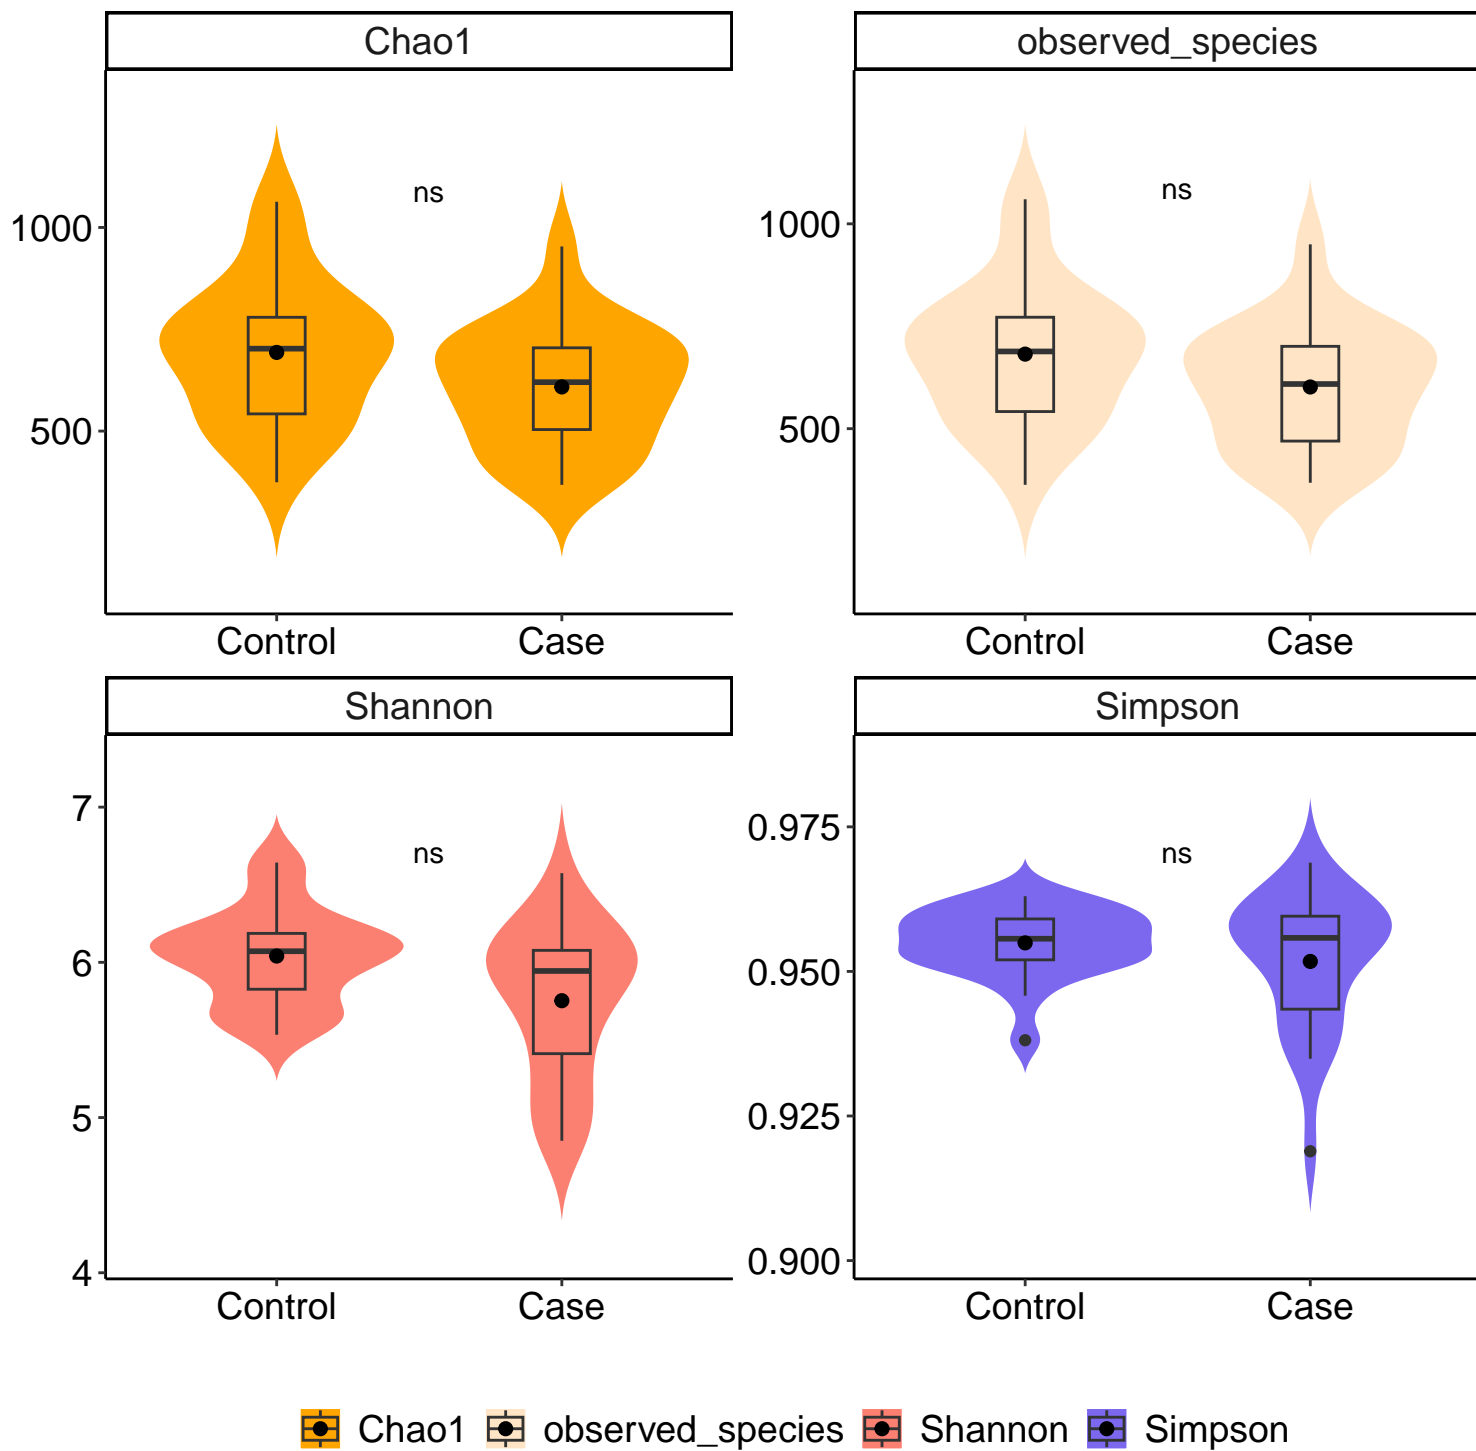 Chao1
observed_species
ns
1000
500
Control Case
ns
1000
500
Control Case
Shannon
Simpson
ns
7
6
5
4
Control Case
ns
0.975
0.950
0.925
0.900
Control Case
Chao1 observed_species Shannon Simpson